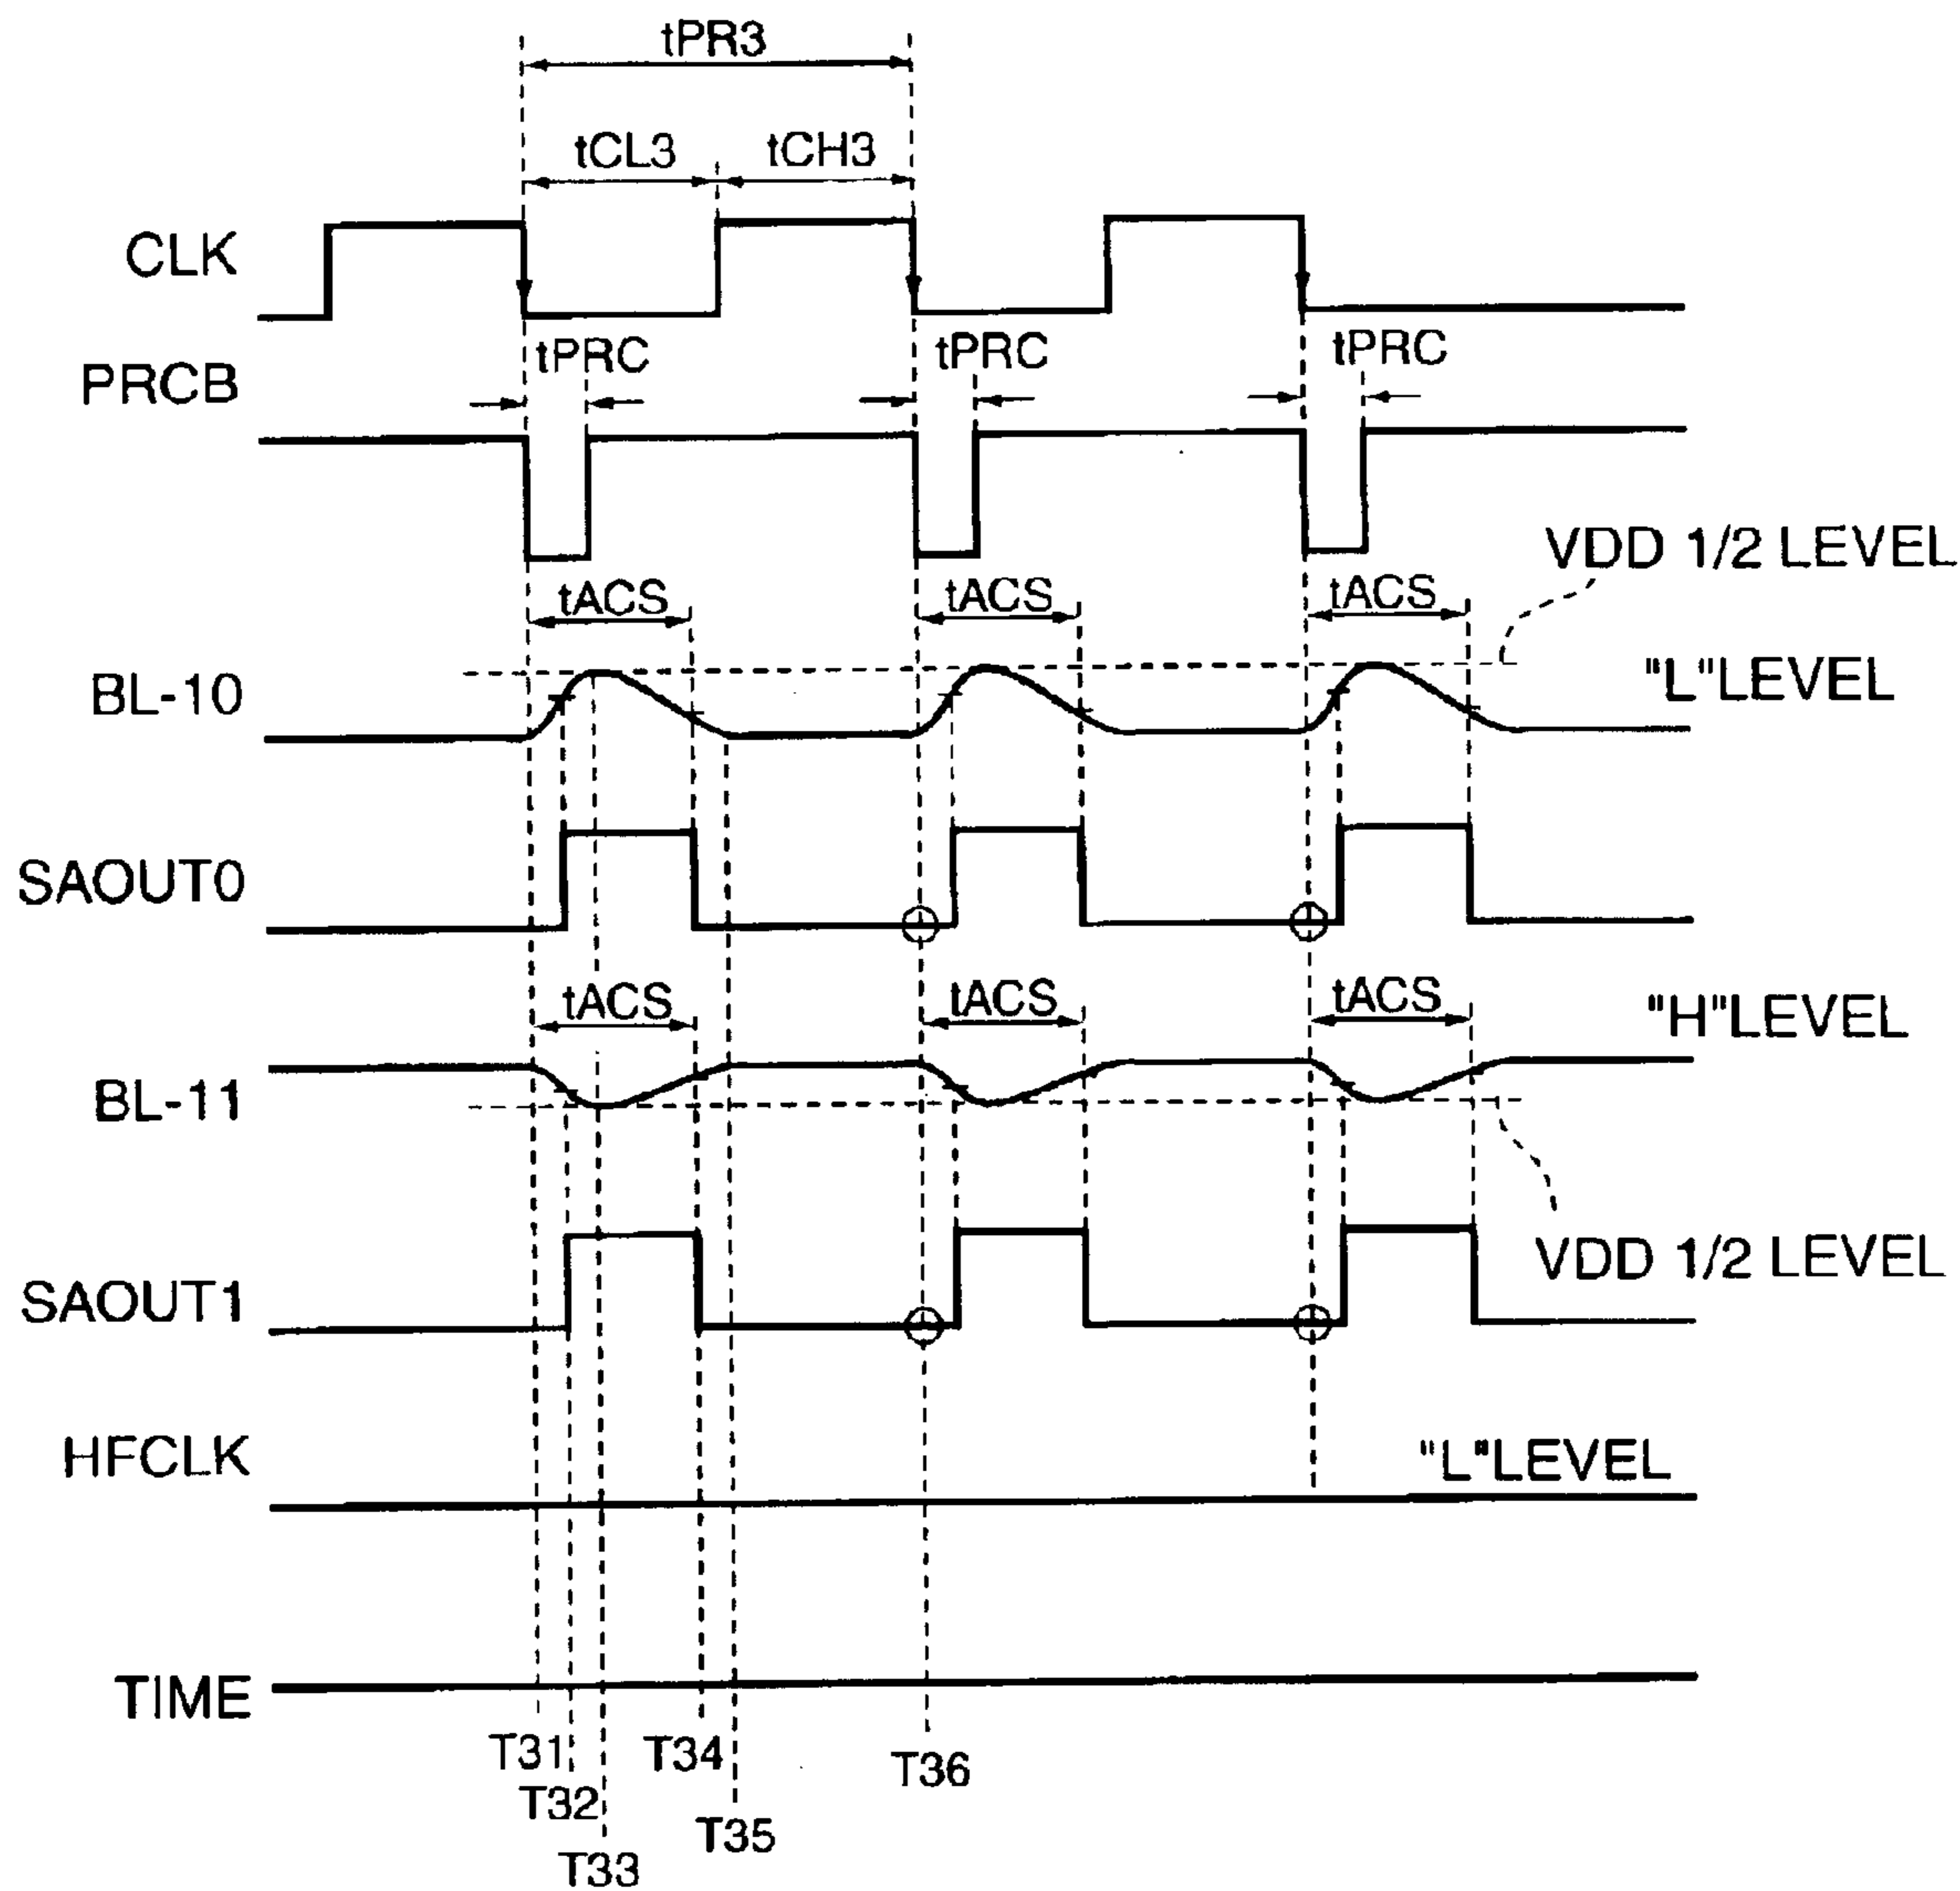 tPR3
tCL3 tCH3
CLK
tPRC tPRC tPRC
PRCB
VDD 1/2 LEVEL
tACS tACS tACS
BL-10 "L"LEVEL
SAOUT0
tACS tACS tACS "H"LEVEL
BL-11
VDD 1/2 LEVEL
SAOUT1
HFCLK "L"LEVEL
TIME
T31 T34 T36
T32
T35
T33